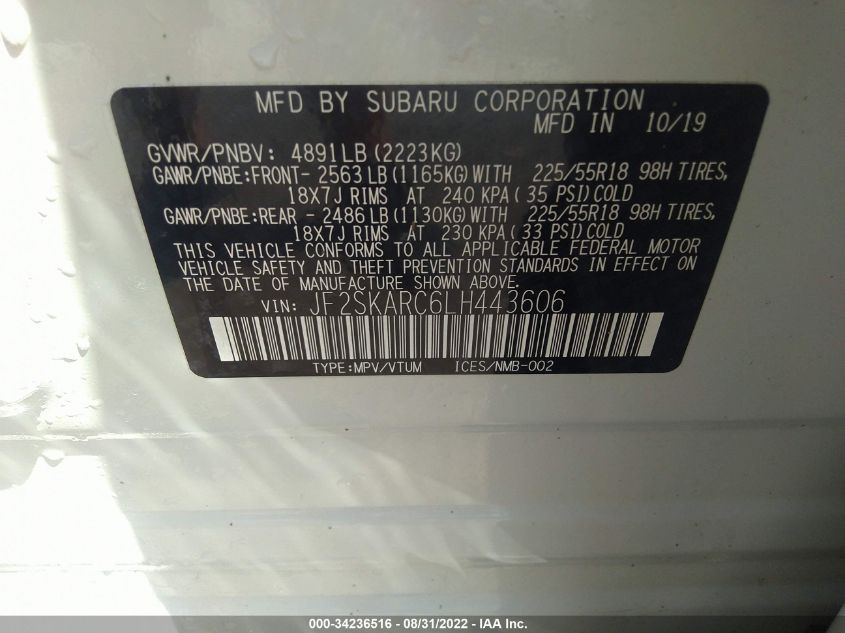 MFD BY SUBARU CORPORATION
MFD IN 10/19
GVWR/PNBV: 4891LB (2223KG)
GAWR/PNBE:FRONT- 2563LB (1165KG) WITH 225/55R18 98H TIRES,
18X7J RIMS AT 240 KPA ( 35 PSI) COLD
GAWR/PNBE:REAR - 2486LB (1130KG) WITH 225/55R18 98H TIRES,
18X7J RIMS AT 230 KPA ( 33 PSI) COLD
THIS VEHICLE CONFORMS TO ALL APPLICABLE FEDERAL MOTOR
VEHICLE SAFETY AND THEFT PREVENTION STANDARDS IN EFFECT ON
THE DATE OF MANUFACTURE SHOWN ABOVE.
VIN: JF2SKARC6LH443606
TYPE:MPV/VTUM ICES/NMB-002
000-34236516 - 08/31/2022 - IAA Inc.